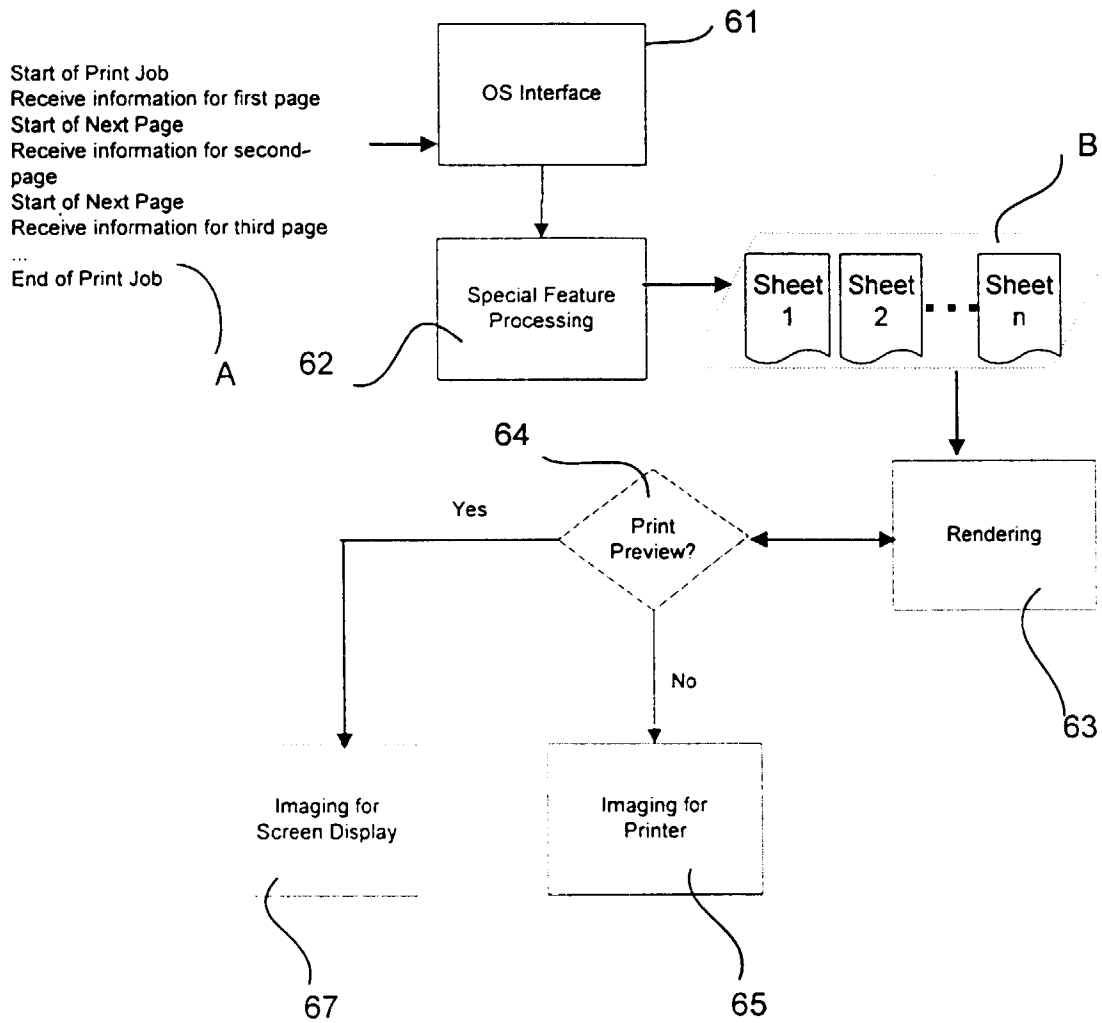 61
Start of Print Job
Receive information for first page
Start of Next Page
Receive information for second-
page
Start of Next Page
Receive information for third page
...
End of Print Job
A
OS Interface
Special Feature
Processing
62
B
Sheet
1
Sheet
2
Sheet
n
64
Yes
Print
Preview?
Rendering
No
63
Imaging for
Screen Display
Imaging for
Printer
67
65